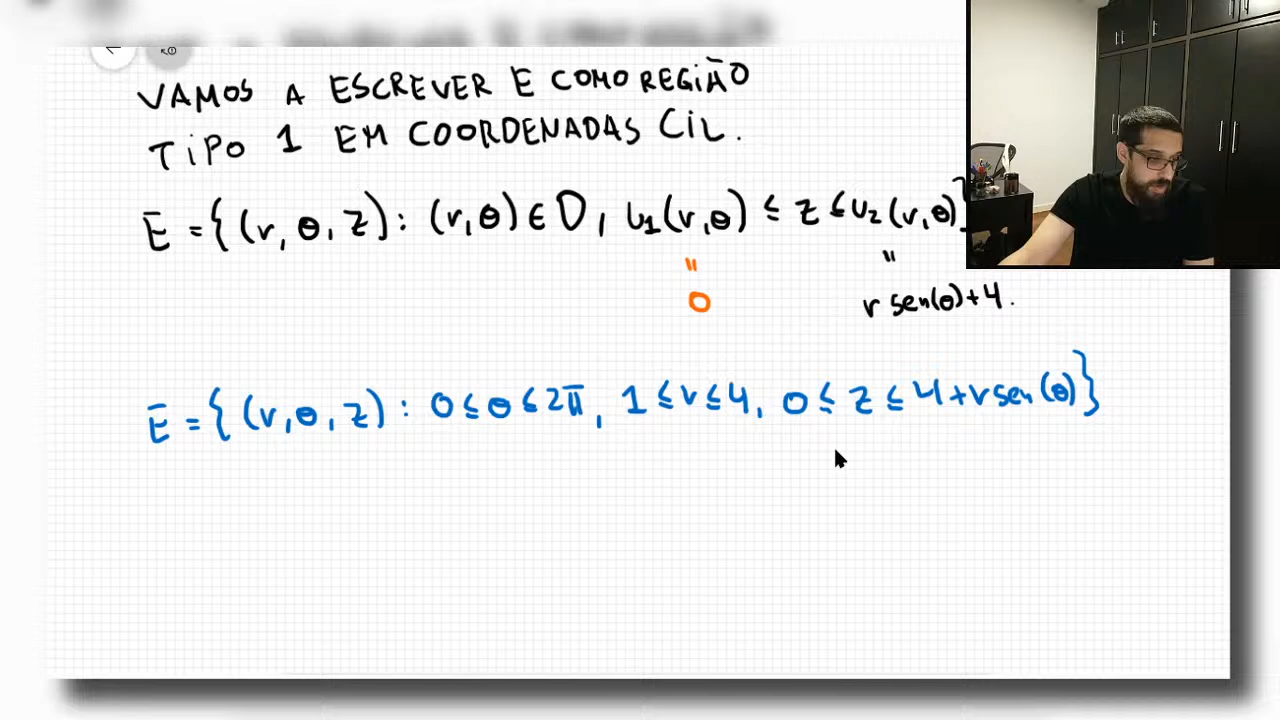 VAMOS A ESCREVER E COMO REGIÃO
TIPO 1 EM COORDENADAS CIL.
E = {(r, θ, z): (r,θ) ∈ D, u1(r,θ) ≤ z ≤ u2(r,θ)}
" "
0 r sen(θ)+4.
E = {(r,θ,z): 0 ≤ θ ≤ 2π, 1 ≤ r ≤ 4, 0 ≤ z ≤ 4+r sen(θ)}